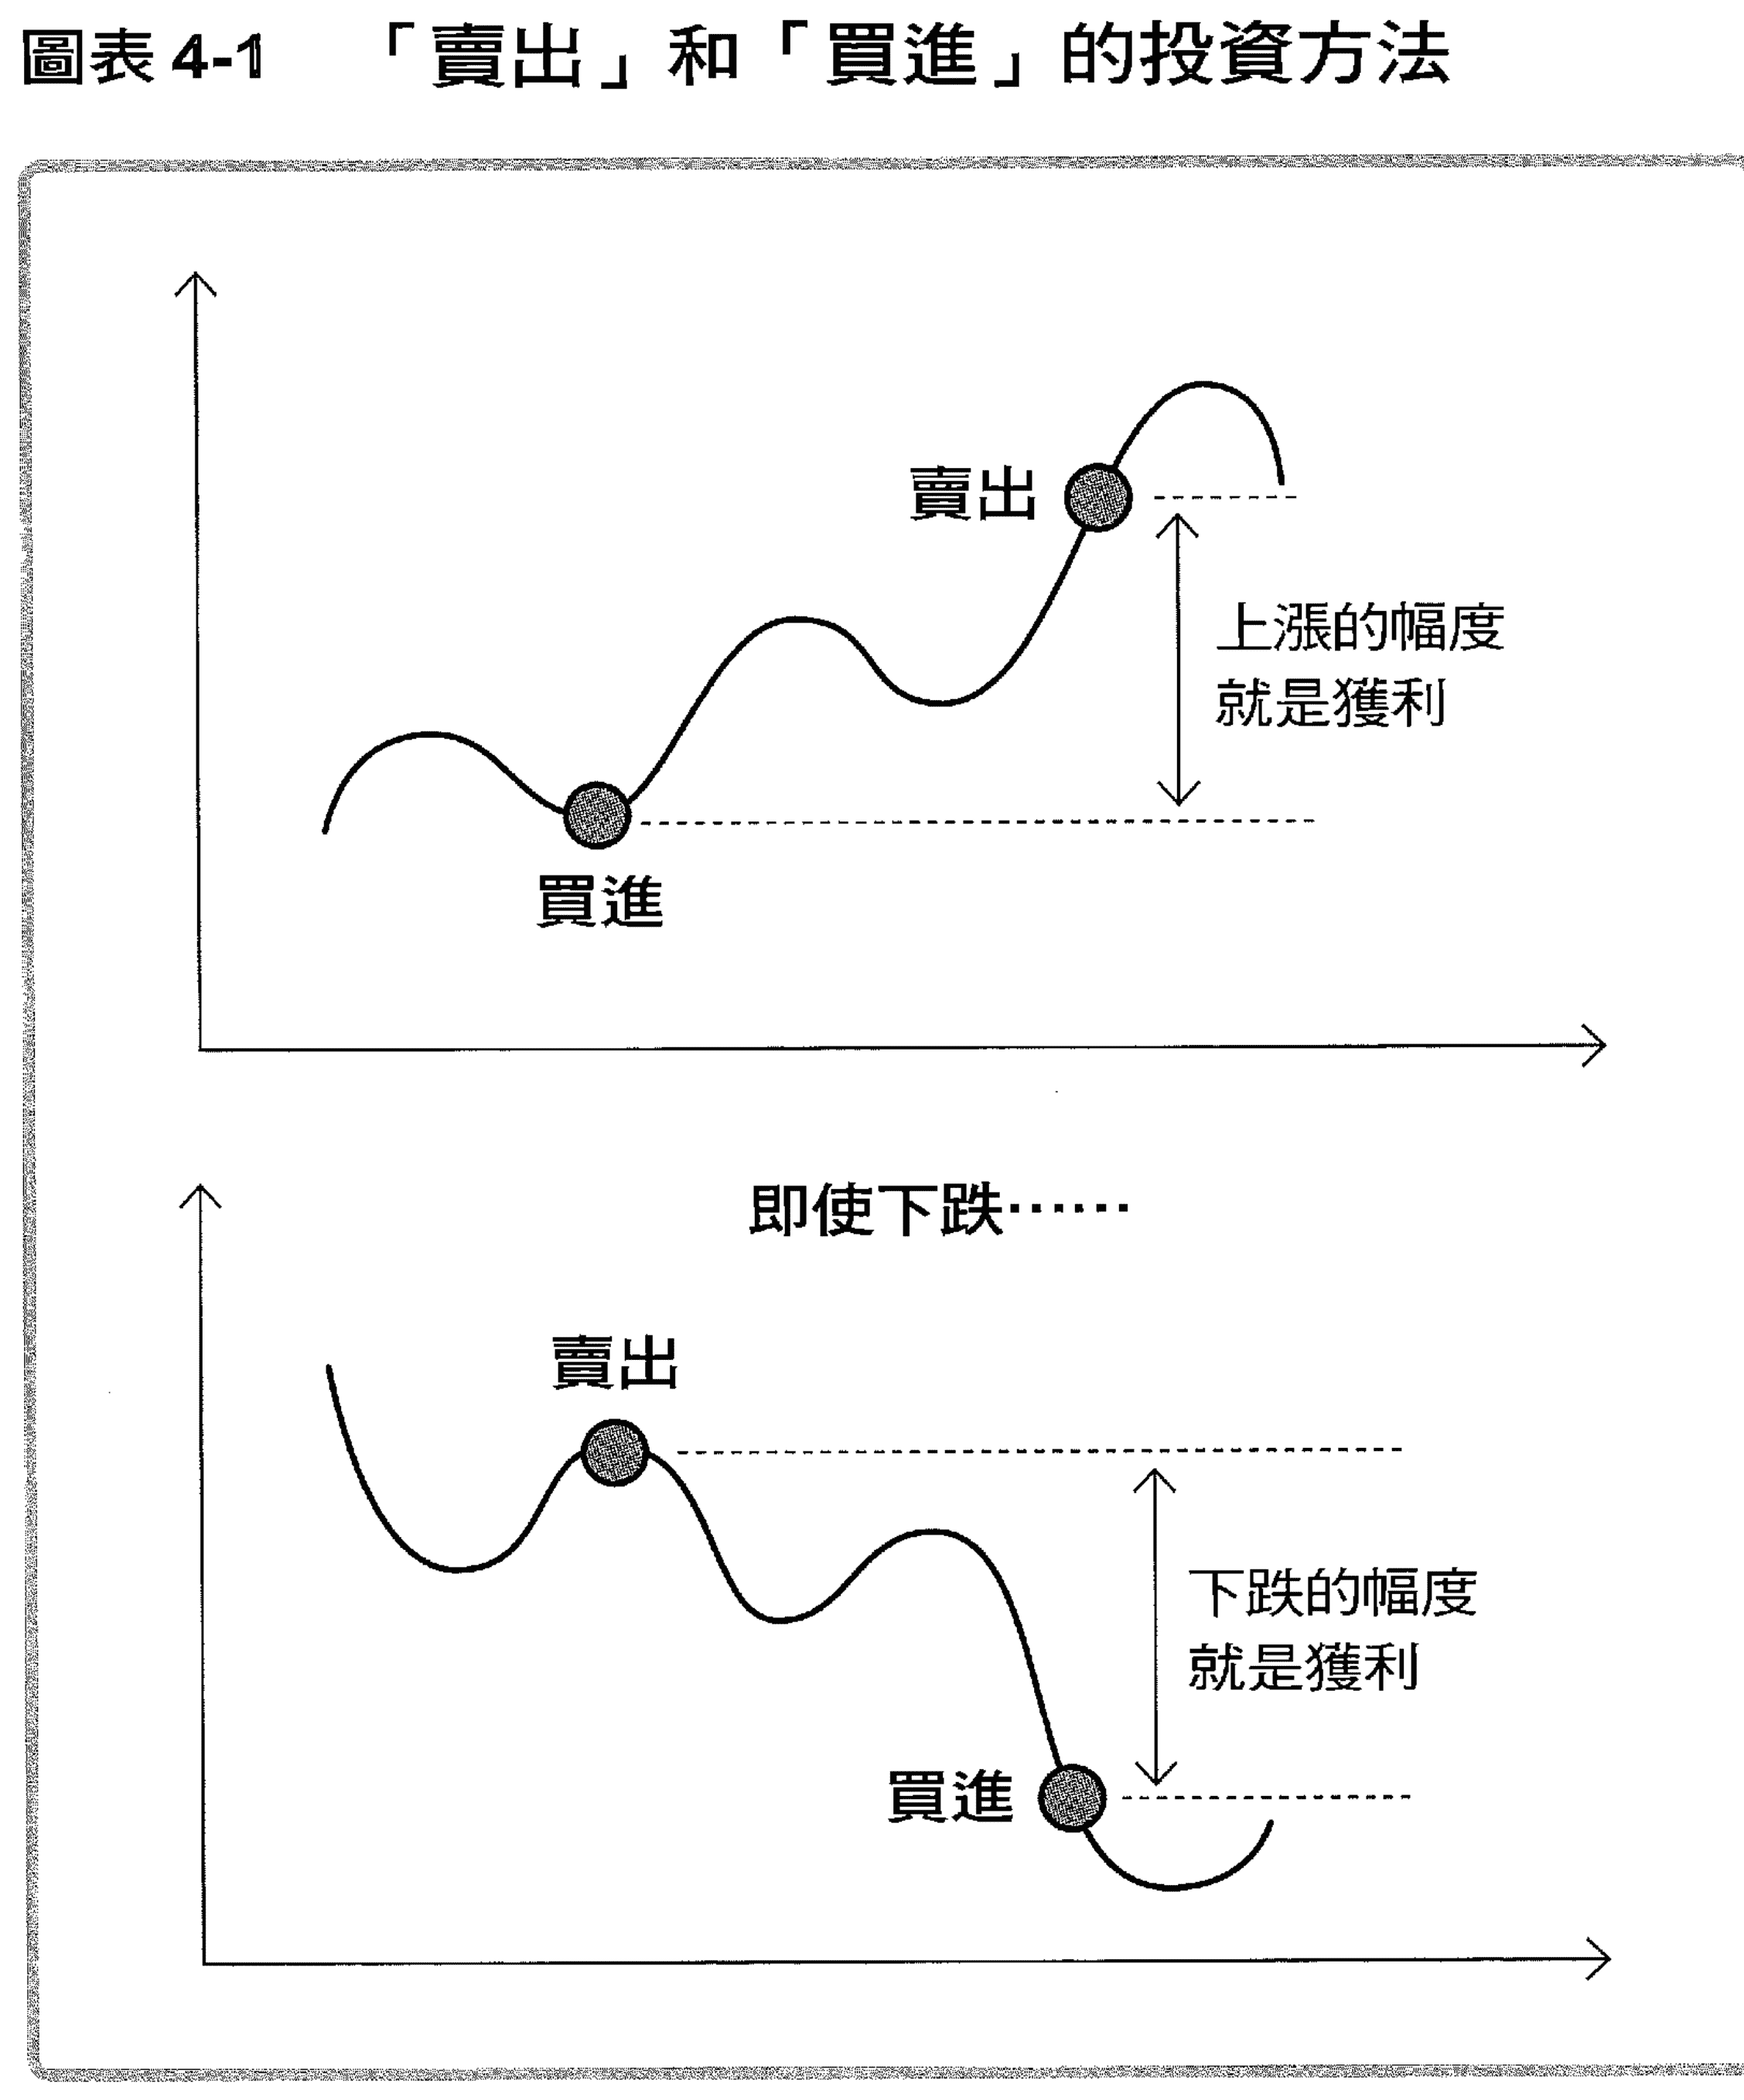 圖表 4-1 「賣出」和「買進」的投資方法
賣出
上漲的幅度
就是獲利
買進
即使下跌……
賣出
下跌的幅度
就是獲利
買進